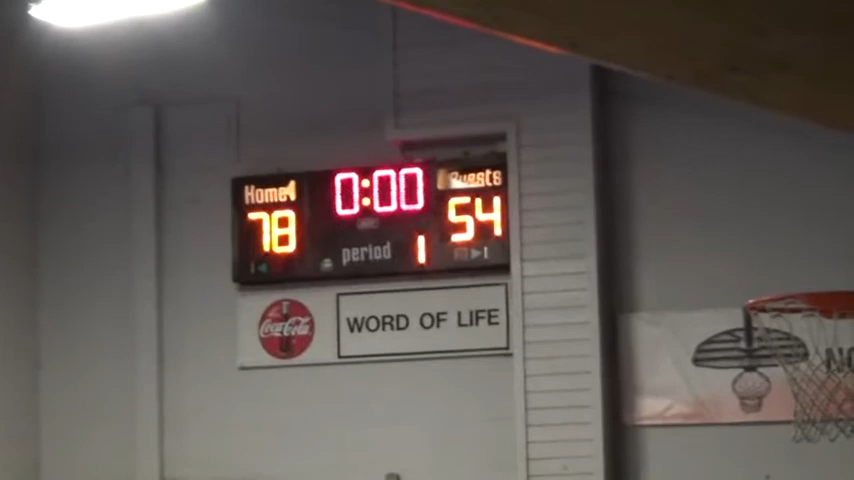 Home
0:00
Guests
78
54
period
1
Coca-Cola
WORD OF LIFE